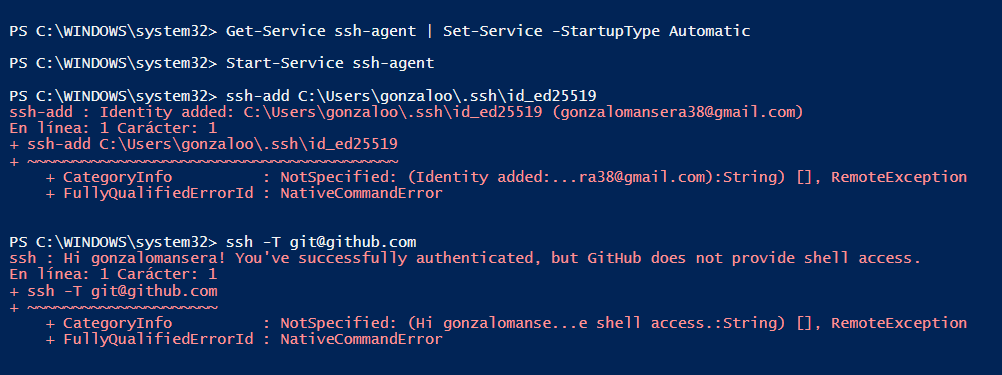 PS C:\WINDOWS\system32> Get-Service ssh-agent | Set-Service -StartupType Automatic
PS C:\WINDOWS\system32> Start-Service ssh-agent
PS C:\WINDOWS\system32> ssh-add C:\Users\gonzaloo\.ssh\id_ed25519
ssh-add : Identity added: C:\Users\gonzaloo\.ssh\id_ed25519 (gonzalomansera38@gmail.com)
En línea: 1 Carácter: 1
+ ssh-add C:\Users\gonzaloo\.ssh\id_ed25519
+ ~~~~~~~~~~~~~~~~~~~~~~~~~~~~~~~~~~~~~~~~~
    + CategoryInfo          : NotSpecified: (Identity added:...ra38@gmail.com):String) [], RemoteException
    + FullyQualifiedErrorId : NativeCommandError
PS C:\WINDOWS\system32> ssh -T git@github.com
ssh : Hi gonzalomansera! You've successfully authenticated, but GitHub does not provide shell access.
En línea: 1 Carácter: 1
+ ssh -T git@github.com
+ ~~~~~~~~~~~~~~~~~~~~~
    + CategoryInfo          : NotSpecified: (Hi gonzalomanse...e shell access.:String) [], RemoteException
    + FullyQualifiedErrorId : NativeCommandError